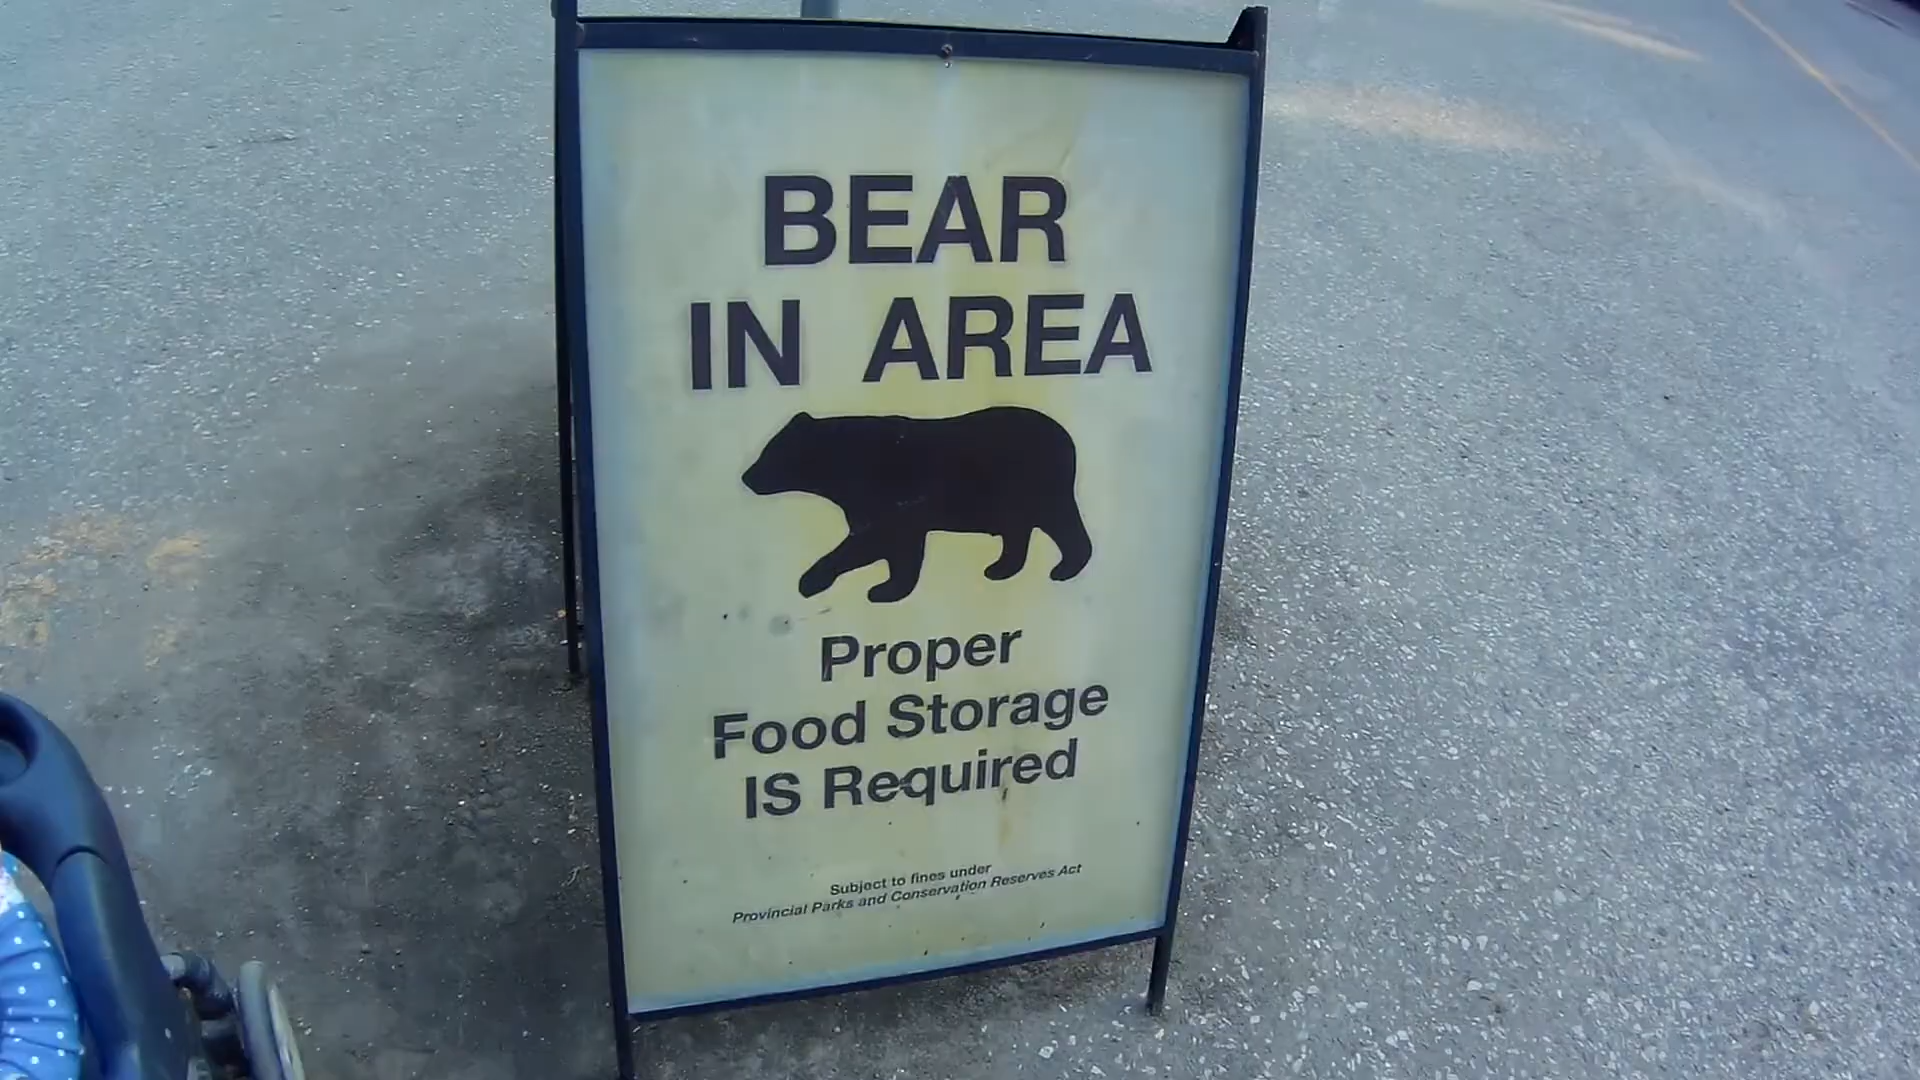 BEAR
IN AREA
Proper
Food Storage
IS Required
Subject to fines under
Provincial Parks and Conservation Reserves Act